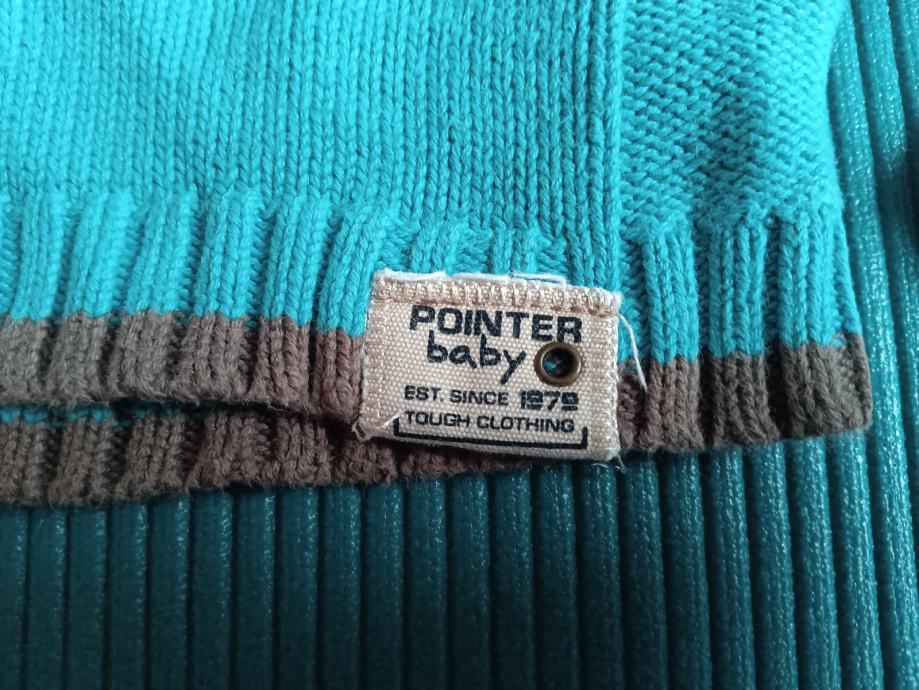 POINTER
baby
EST. SINCE 1979
TOUGH CLOTHING